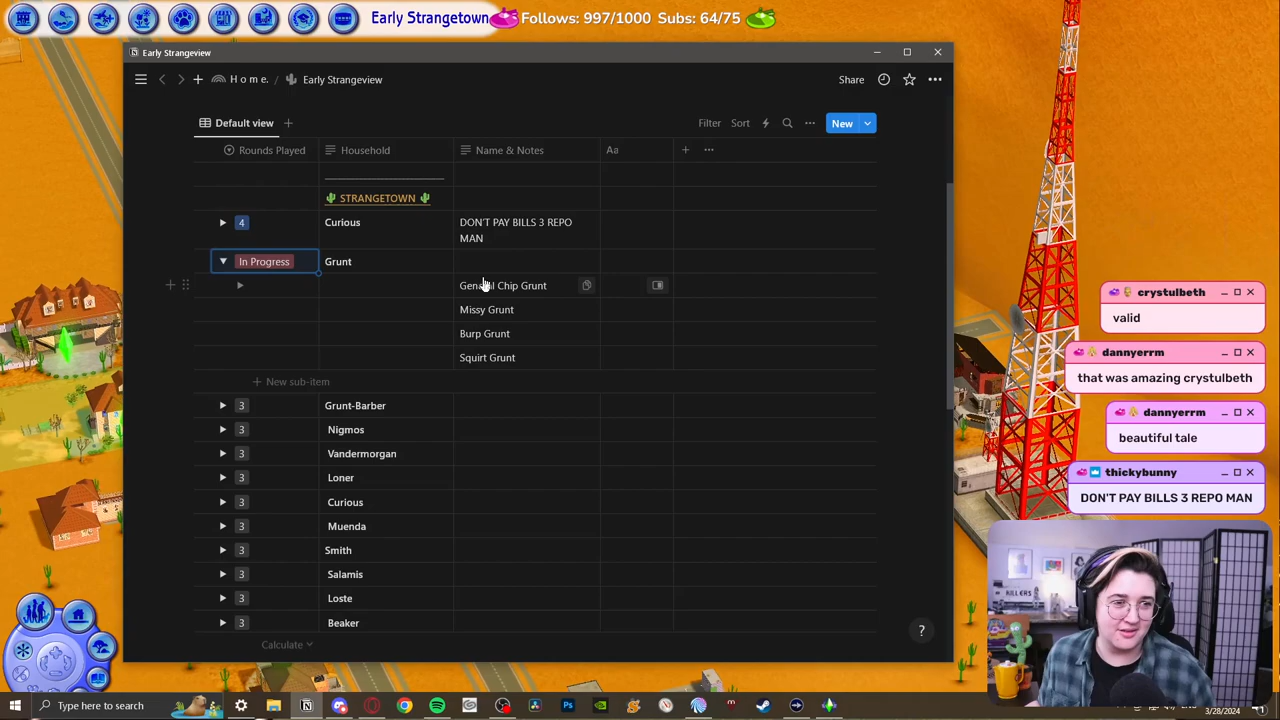 Early Strangetown
Follows: 997/1000 Subs: 64/75
Early Strangeview
H o m e. / Early Strangeview
Share
Default view
Filter Sort
New
Rounds Played Household Name & Notes Aa
STRANGETOWN
4 Curious DON'T PAY BILLS 3 REPO
MAN
In Progress Grunt
General Chip Grunt
Missy Grunt
Burp Grunt
Squirt Grunt
+ New sub-item
3 Grunt-Barber
3 Nigmos
3 Vandermorgan
3 Loner
3 Curious
3 Muenda
3 Smith
3 Salamis
3 Loste
3 Beaker
Calculate
?
crystulbeth
valid
dannyerrm
that was amazing crystulbeth
dannyerrm
beautiful tale
thickybunny
DON'T PAY BILLS 3 REPO MAN
KILLERS
Type here to search
3/28/2024